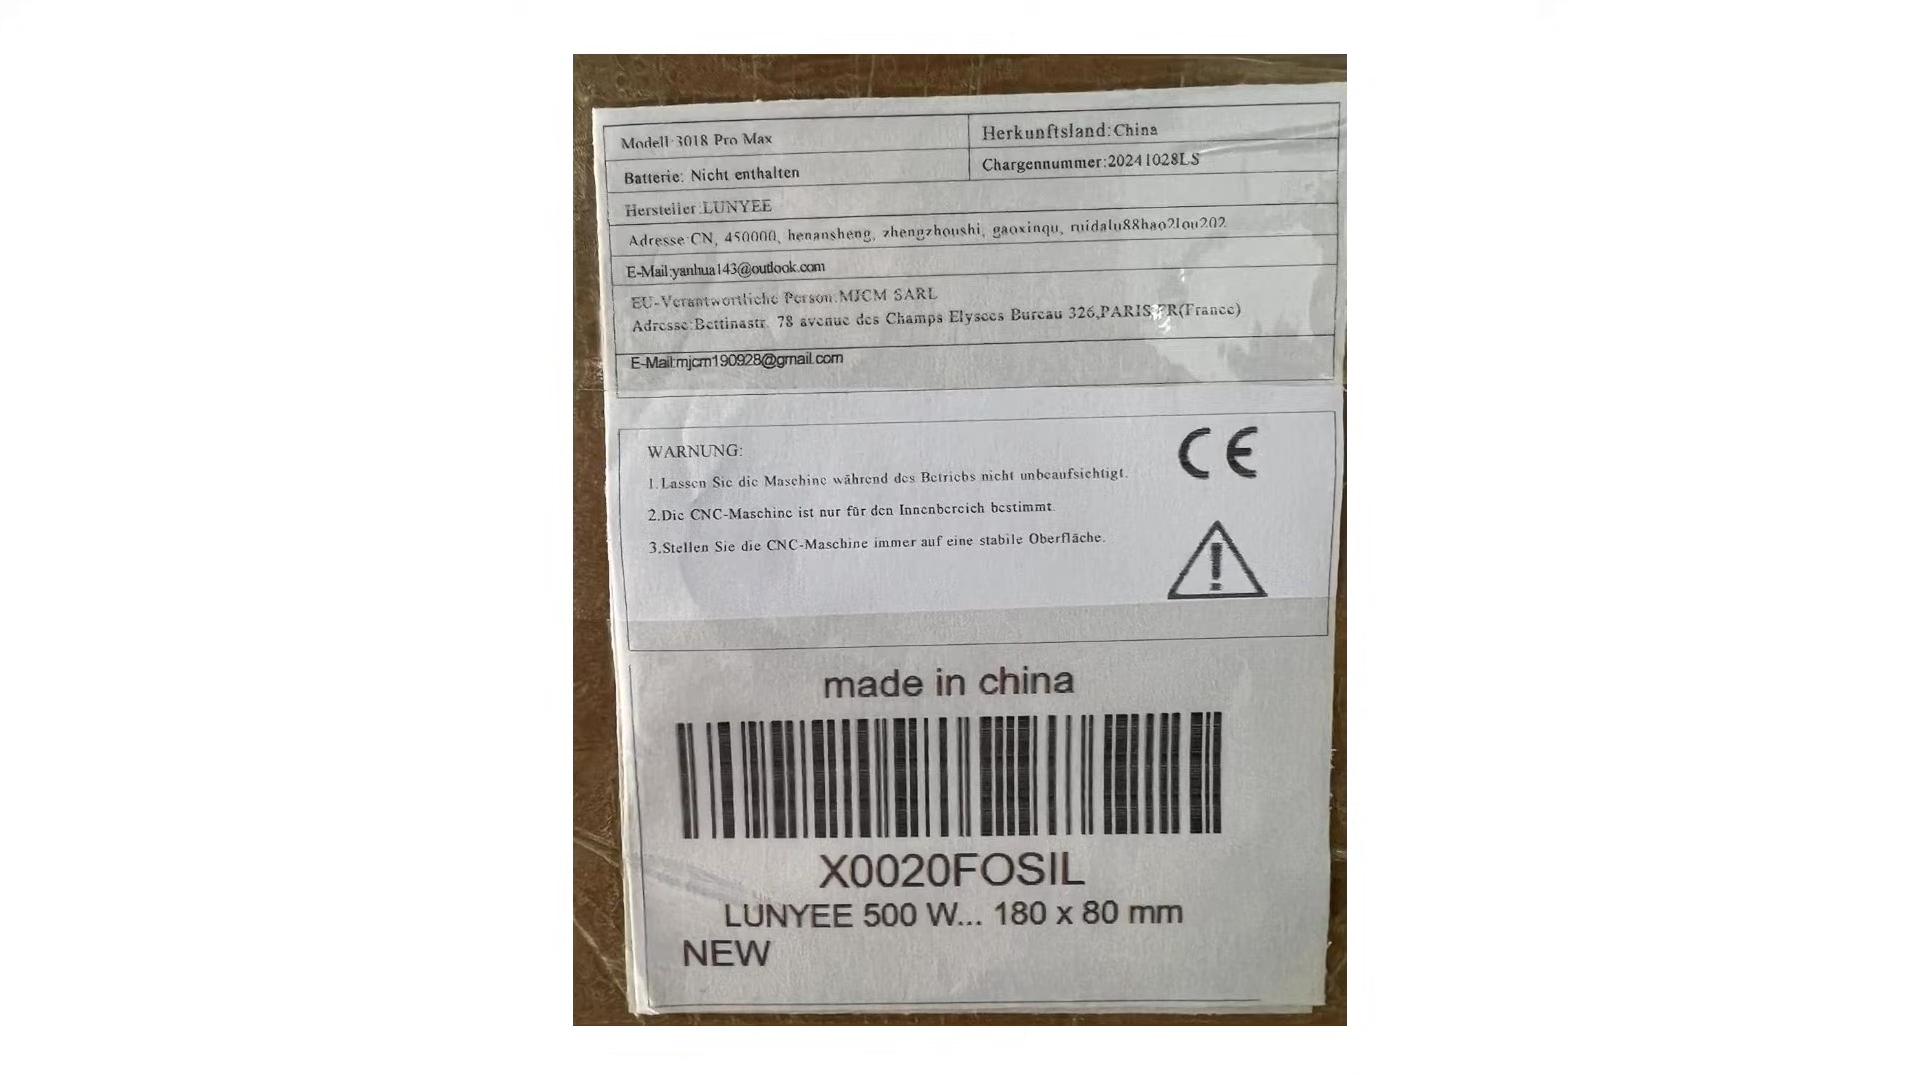 Modell:3018 Pro Max
Herkunftsland:China
Batterie: Nicht enthalten
Chargennummer:20241028LS
Hersteller:LUNYEE
Adresse:CN, 450000, henansheng, zhengzhoushi, gaoxinqu, ruidalu88hao2lou202
E-Mail:yanhua143@outlook.com
EU-Verantwortliche Person:MJCM SARL
Adresse:Bettinastr. 78 avenue des Champs Elysees Bureau 326,PARIS,FR(France)
E-Mail:mjcm190928@gmail.com
WARNUNG:
1.Lassen Sie die Maschine während des Betriebs nicht unbeaufsichtigt.
2.Die CNC-Maschine ist nur für den Innenbereich bestimmt.
3.Stellen Sie die CNC-Maschine immer auf eine stabile Oberfläche.
CE
made in china
X0020FOSIL
LUNYEE 500 W... 180 x 80 mm
NEW